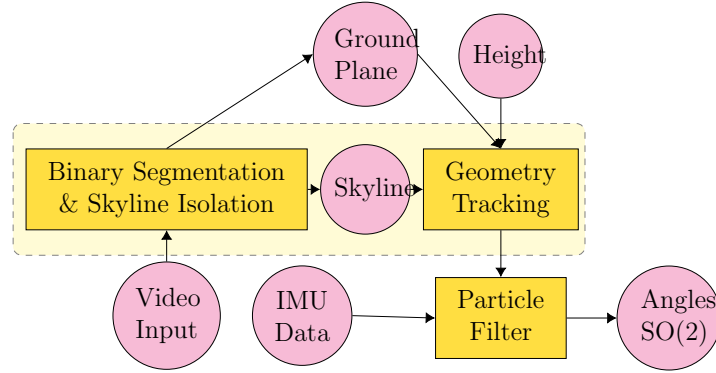 Ground
Plane
Height
Binary Segmentation
& Skyline Isolation
Skyline
Geometry
Tracking
Video
Input
IMU
Data
Particle
Filter
Angles
SO(2)